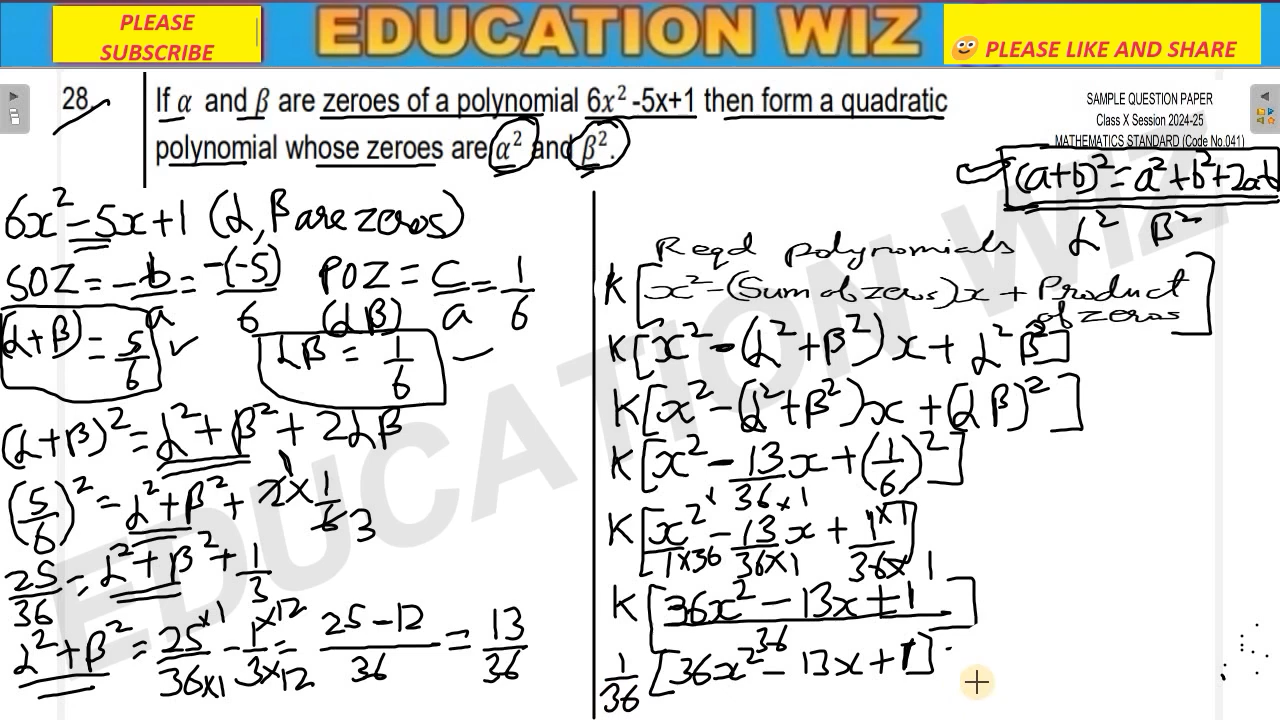 PLEASE SUBSCRIBE
EDUCATION WIZ
PLEASE LIKE AND SHARE
28. If α and β are zeroes of a polynomial 6x² -5x+1 then form a quadratic
polynomial whose zeroes are α² and β².
SAMPLE QUESTION PAPER
Class X Session 2024-25
MATHEMATICS STANDARD (Code No.041)
(a+b)² = a² + b² + 2ab
α² β²
6x² - 5x + 1 (α, β are zeros)
SOZ = -b/a = -(-5)/6 POZ = c/a = 1/6
(α+β) = 5/6 (αβ)
αβ = 1/6
(α+β)² = α² + β² + 2αβ
(5/6)² = α² + β² + 2 × 1/6 1 3
25/36 = α² + β² + 1/3
α² + β² = 25×1/36×1 - 1×12/3×12 = 25-12/36 = 13/36
Reqd polynomials
K[x² - (Sum of zeros)x + Product of zeros]
K[x² - (α² + β²)x + α²β²]
K[x² - (α² + β²)x + (αβ)²]
K[x² - 13/36 x + (1/6)²]
K[x²/1×36 - 13x/36×1 + 1×1/36×1]
K[36x² - 13x + 1/36]
1/36 [36x² - 13x + 1]
EDUCATION WIZ